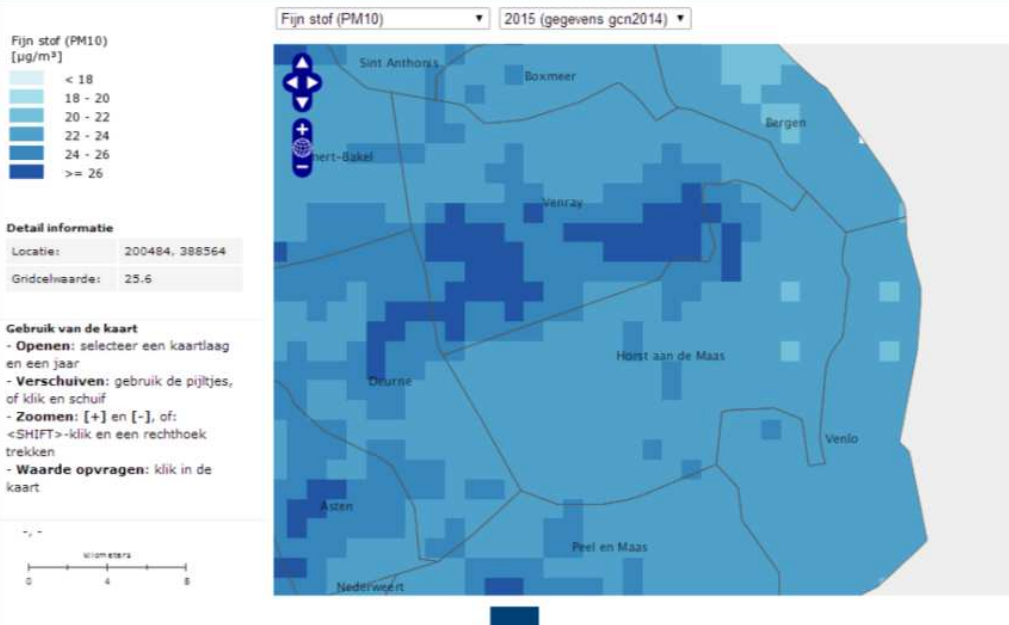 Fijn stof (PM10)
2015 (gegevens gcn2014)
Fijn stof (PM10)
[µg/m³]
< 18
18 - 20
20 - 22
22 - 24
24 - 26
>= 26
Detail informatie
Locatie: 200484, 388564
Gridcelwaarde: 25.6
Gebruik van de kaart
- Openen: selecteer een kaartlaag
en een jaar
- Verschuiven: gebruik de pijltjes,
of klik en schuif
- Zoomen: [+] en [-], of:
<SHIFT>-klik en een rechthoek
trekken
- Waarde opvragen: klik in de
kaart
-, -
kilometers
0 4 8
Sint Anthonis
Boxmeer
Bergen
hert-Bakel
Venray
Horst aan de Maas
Deurne
Venlo
Asten
Peel en Maas
Nederweert